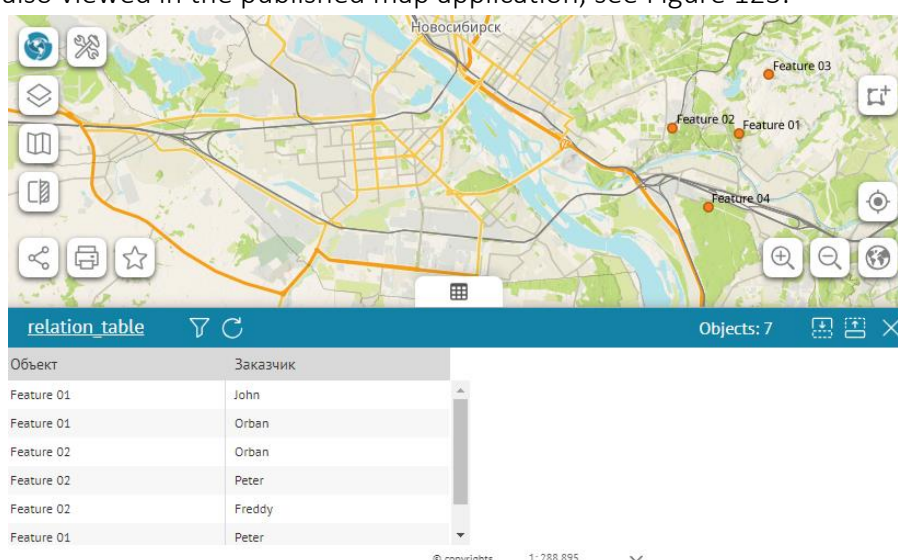 also viewed in the published map application, see Figure 123.
Новосибирск
Feature 03
Feature 02
Feature 01
Feature 04
relation_table
Objects: 7
Объект Заказчик
Feature 01 John
Feature 01 Orban
Feature 02 Orban
Feature 02 Peter
Feature 02 Freddy
Feature 01 Peter
© copyrights 1: 288 895